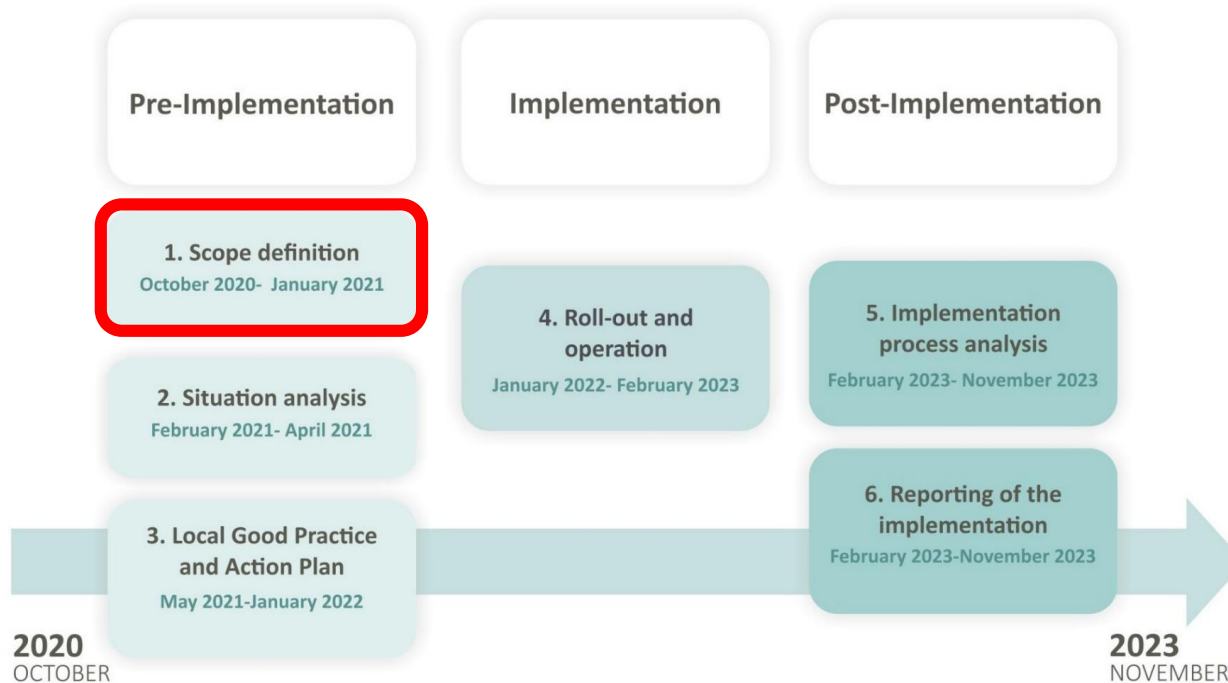 Pre-Implementation
Implementation
Post-Implementation
1. Scope definition
October 2020-  January 2021
2. Situation analysis
February 2021- April 2021
3. Local Good Practice
and Action Plan
May 2021-January 2022
4. Roll-out and
operation
January 2022- February 2023
5. Implementation
process analysis
February 2023- November 2023
6. Reporting of the
implementation
February 2023-November 2023
2020
OCTOBER
2023
NOVEMBER